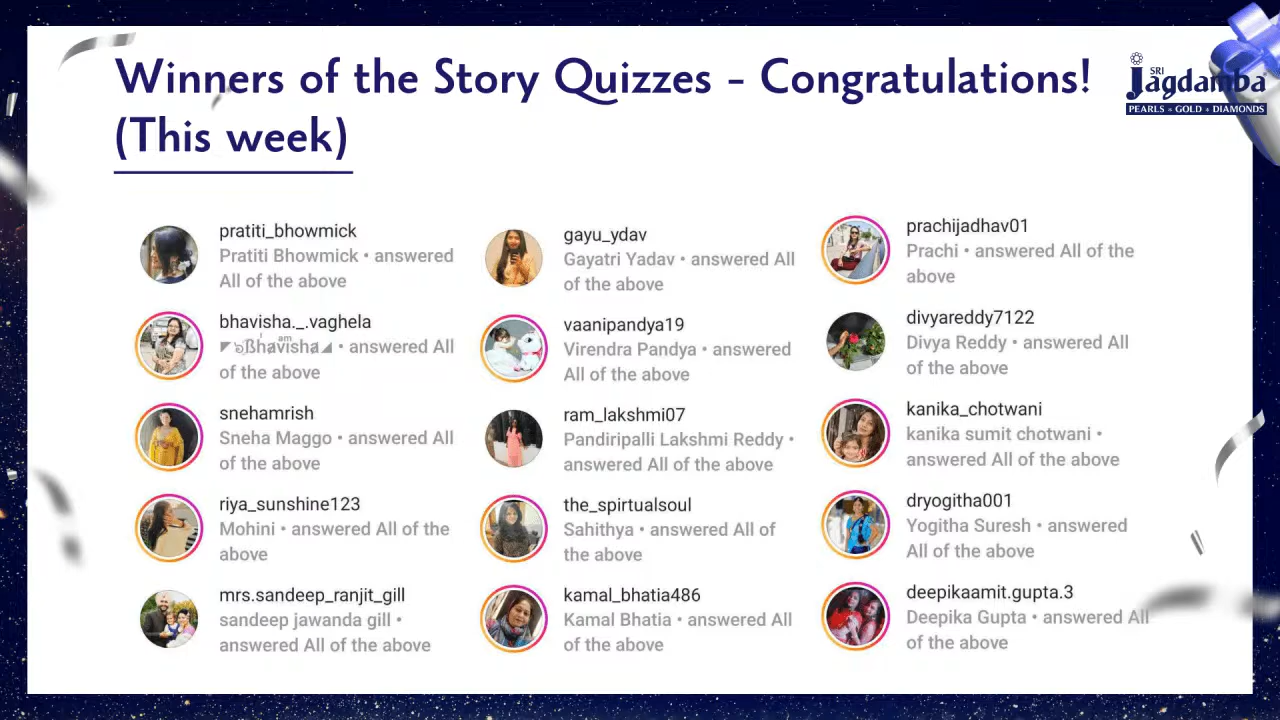 Winners of the Story Quizzes - Congratulations!
(This week)
SRI
Jagdamba
PEARLS * GOLD * DIAMONDS
pratiti_bhowmick
Pratiti Bhowmick • answered
All of the above
bhavisha._.vaghela
• answered All
of the above
snehamrish
Sneha Maggo • answered All
of the above
riya_sunshine123
Mohini • answered All of the
above
mrs.sandeep_ranjit_gill
sandeep jawanda gill •
answered All of the above
gayu_ydav
Gayatri Yadav • answered All
of the above
vaanipandya19
Virendra Pandya • answered
All of the above
ram_lakshmi07
Pandiripalli Lakshmi Reddy •
answered All of the above
the_spirtualsoul
Sahithya • answered All of
the above
kamal_bhatia486
Kamal Bhatia • answered All
of the above
prachijadhav01
Prachi • answered All of the
above
divyareddy7122
Divya Reddy • answered All
of the above
kanika_chotwani
kanika sumit chotwani •
answered All of the above
dryogitha001
Yogitha Suresh • answered
All of the above
deepikaamit.gupta.3
Deepika Gupta • answered All
of the above